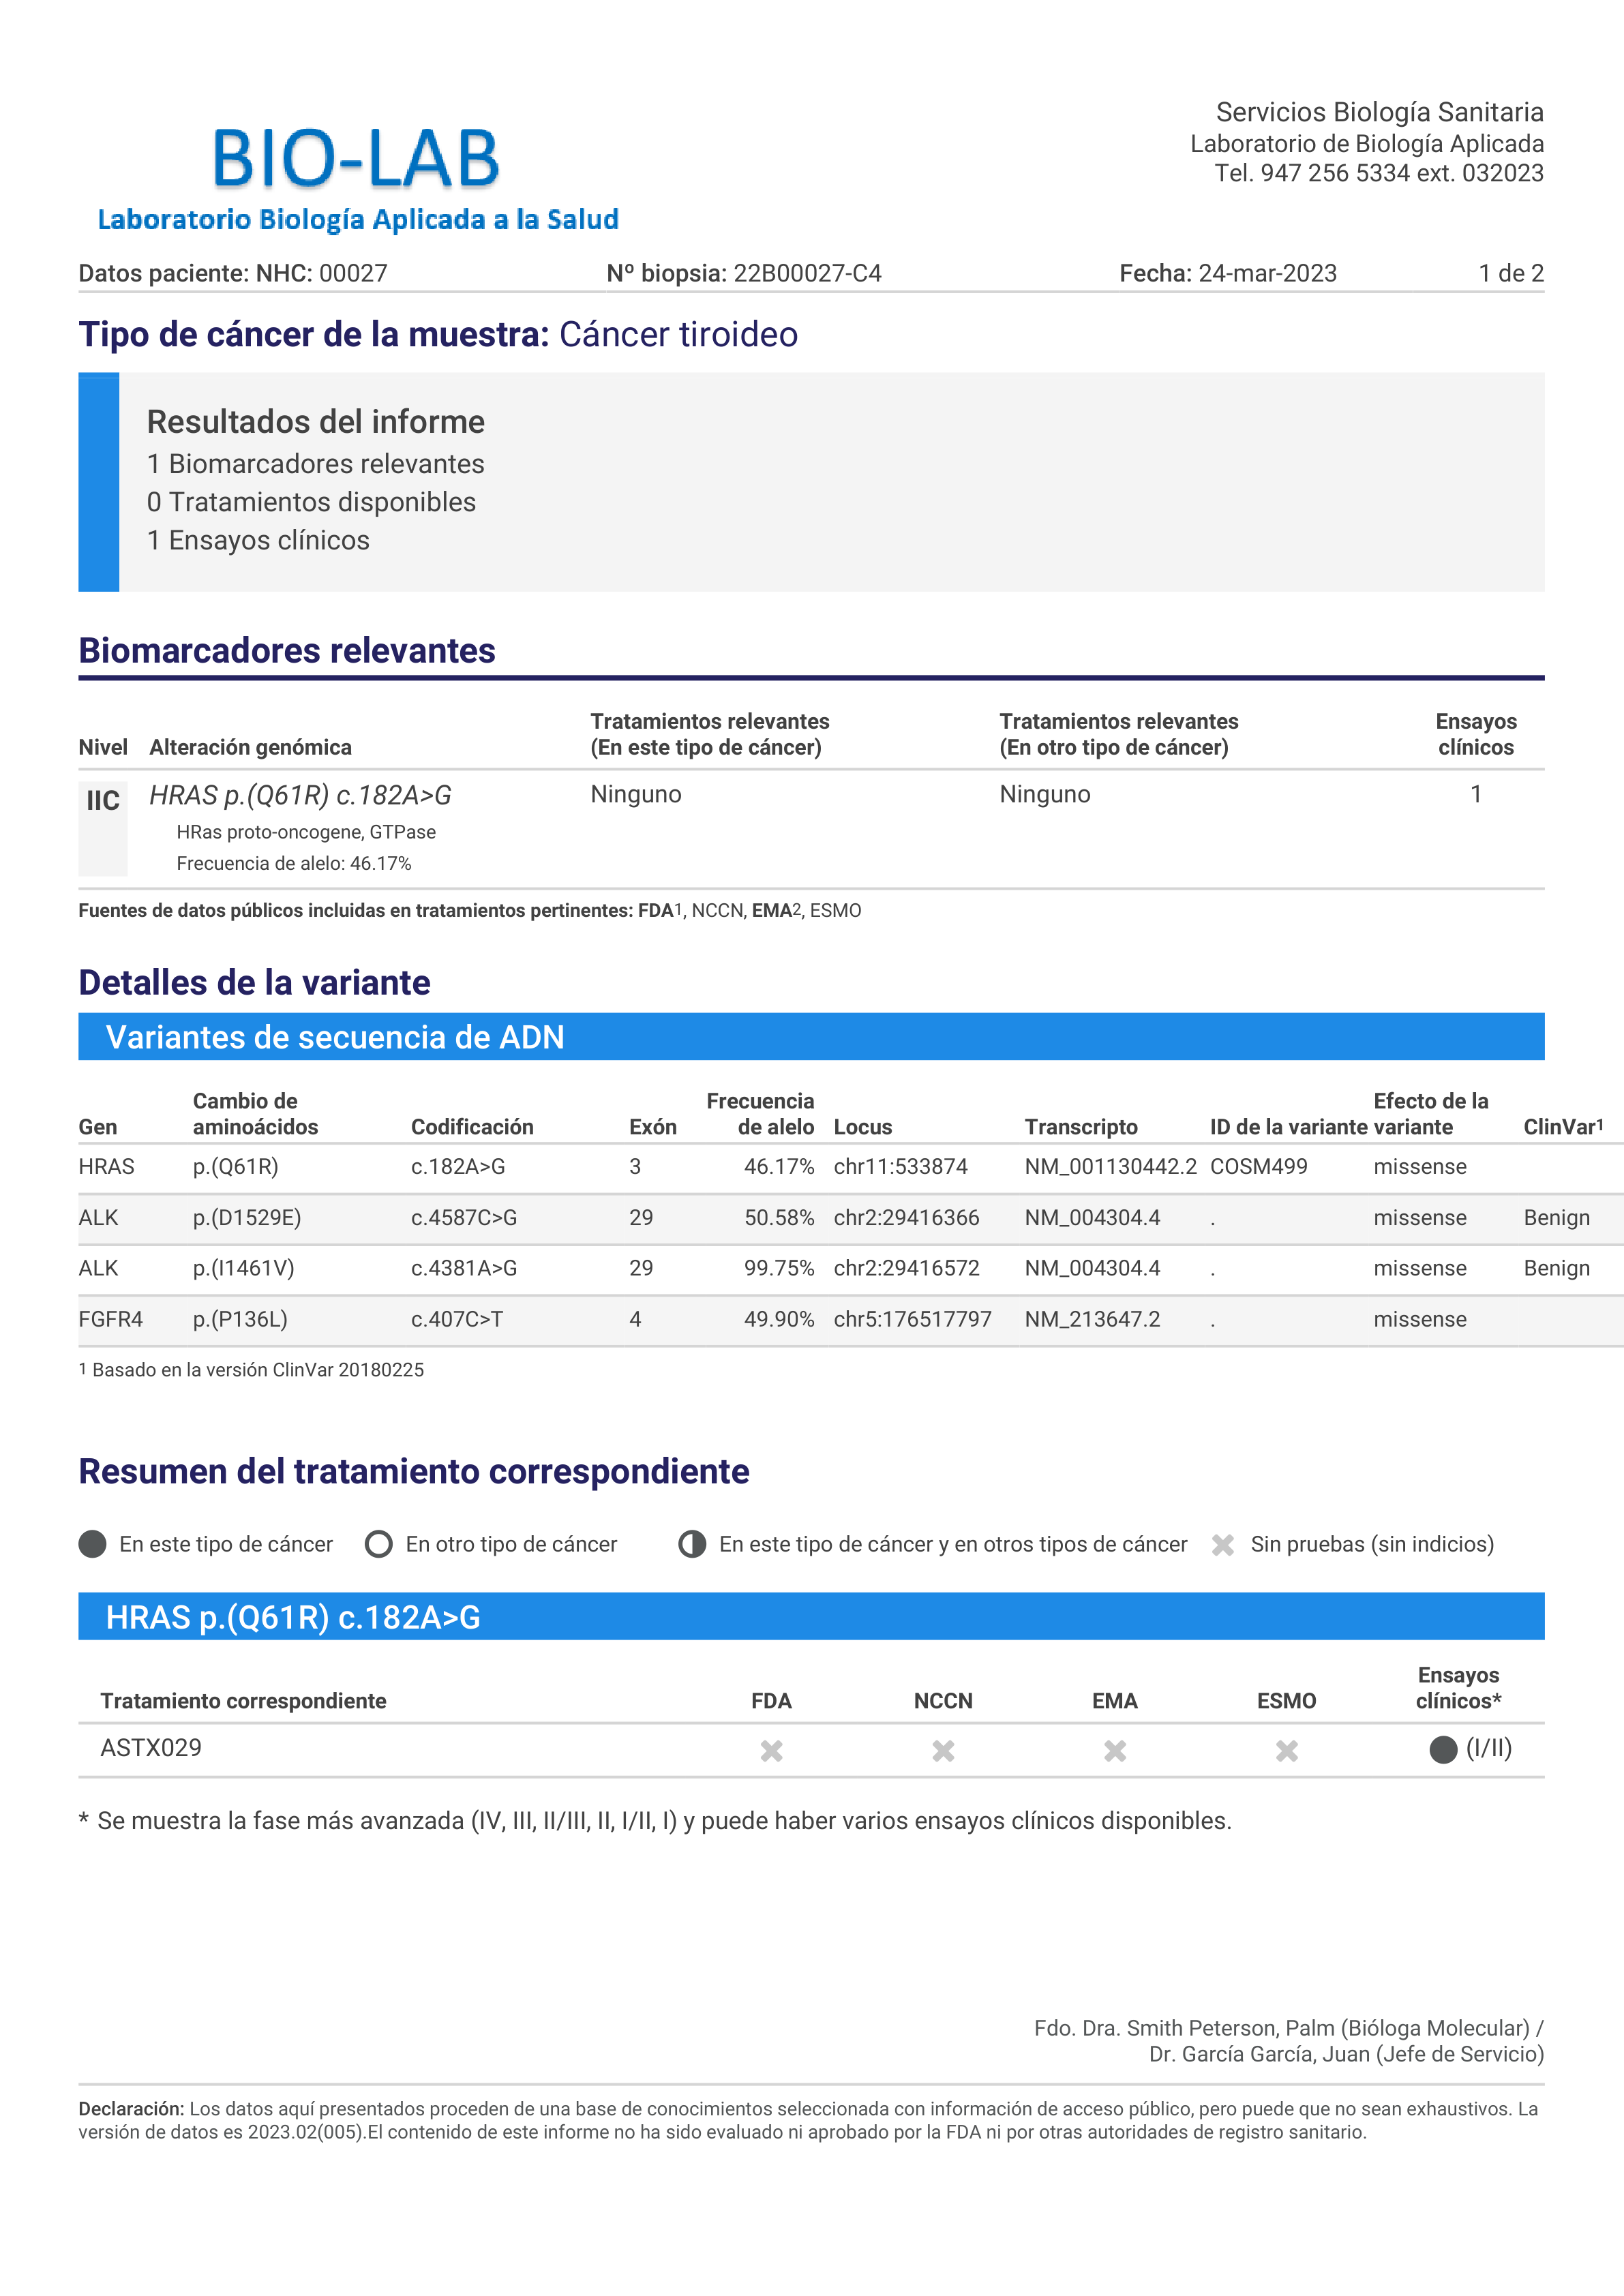 BIO-LAB
Laboratorio Biología Aplicada a la Salud
Servicios Biología Sanitaria
Laboratorio de Biología Aplicada
Tel. 947 256 5334 ext. 032023
Datos paciente: NHC: 00027 Nº biopsia: 22B00027-C4 Fecha: 24-mar-2023 1 de 2
Tipo de cáncer de la muestra: Cáncer tiroideo
Resultados del informe
1 Biomarcadores relevantes
0 Tratamientos disponibles
1 Ensayos clínicos
Biomarcadores relevantes
Tratamientos relevantes Tratamientos relevantes Ensayos
Nivel Alteración genómica (En este tipo de cáncer) (En otro tipo de cáncer) clínicos
IIC HRAS p.(Q61R) c.182A>G Ninguno Ninguno 1
HRas proto-oncogene, GTPase
Frecuencia de alelo: 46.17%
Fuentes de datos públicos incluidas en tratamientos pertinentes: FDA1, NCCN, EMA2, ESMO
Detalles de la variante
Variantes de secuencia de ADN
Cambio de Frecuencia Efecto de la
Gen aminoácidos Codificación Exón de alelo Locus Transcripto ID de la variante variante ClinVar1
HRAS p.(Q61R) c.182A>G 3 46.17% chr11:533874 NM_001130442.2 COSM499 missense
ALK p.(D1529E) c.4587C>G 29 50.58% chr2:29416366 NM_004304.4 . missense Benign
ALK p.(I1461V) c.4381A>G 29 99.75% chr2:29416572 NM_004304.4 . missense Benign
FGFR4 p.(P136L) c.407C>T 4 49.90% chr5:176517797 NM_213647.2 . missense
1 Basado en la versión ClinVar 20180225
Resumen del tratamiento correspondiente
En este tipo de cáncer En otro tipo de cáncer En este tipo de cáncer y en otros tipos de cáncer Sin pruebas (sin indicios)
HRAS p.(Q61R) c.182A>G
Ensayos
Tratamiento correspondiente FDA NCCN EMA ESMO clínicos*
ASTX029 (I/II)
* Se muestra la fase más avanzada (IV, III, II/III, II, I/II, I) y puede haber varios ensayos clínicos disponibles.
Fdo. Dra. Smith Peterson, Palm (Bióloga Molecular) /
Dr. García García, Juan (Jefe de Servicio)
Declaración: Los datos aquí presentados proceden de una base de conocimientos seleccionada con información de acceso público, pero puede que no sean exhaustivos. La
versión de datos es 2023.02(005).El contenido de este informe no ha sido evaluado ni aprobado por la FDA ni por otras autoridades de registro sanitario.